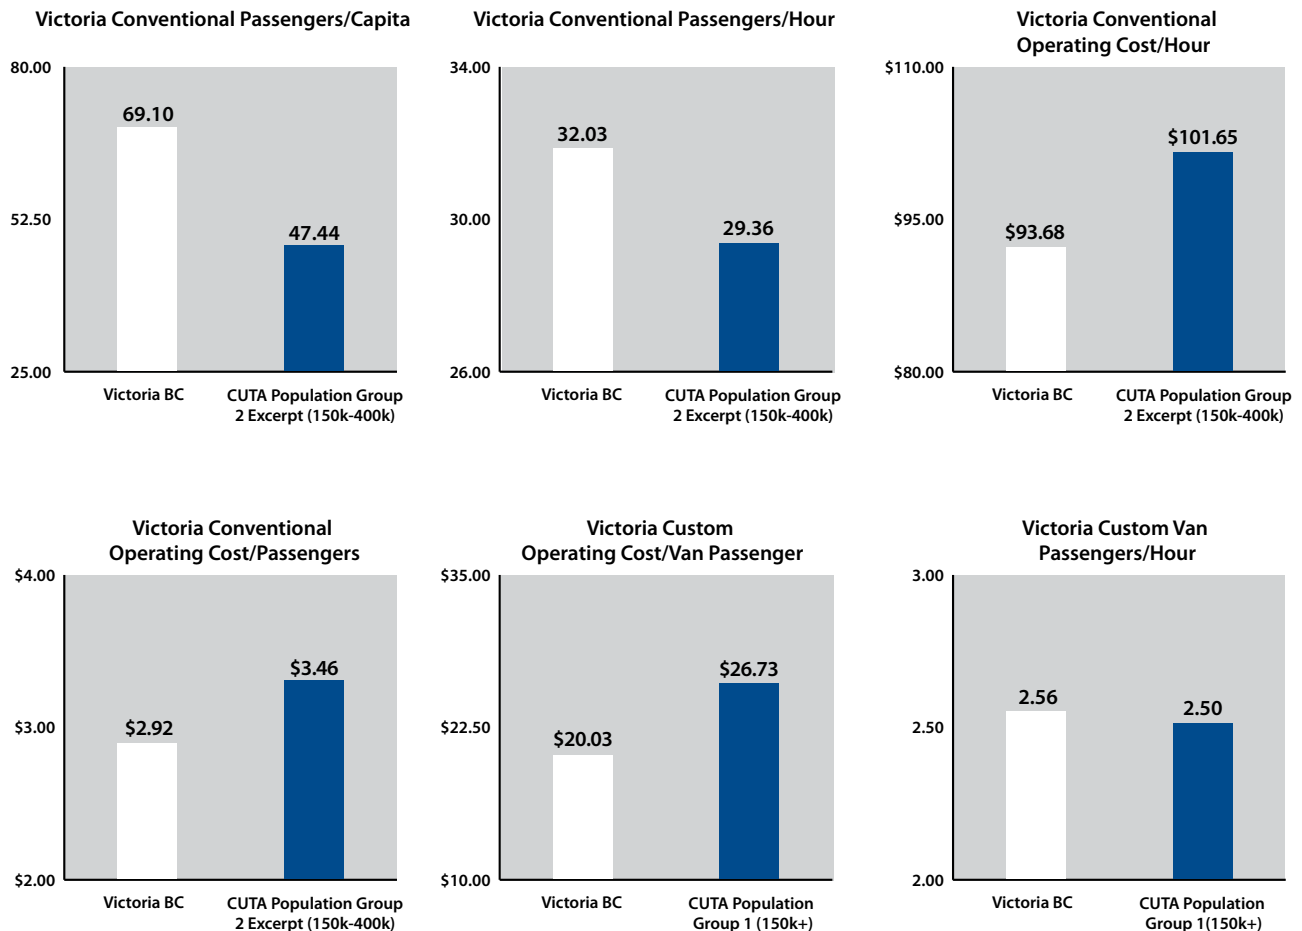 Victoria Conventional Passengers/Capita
80.00
69.10
52.50
47.44
25.00
Victoria BC
CUTA Population Group
2 Excerpt (150k-400k)
Victoria Conventional Passengers/Hour
34.00
32.03
30.00
29.36
26.00
Victoria BC
CUTA Population Group
2 Excerpt (150k-400k)
Victoria Conventional
Operating Cost/Hour
$110.00
$101.65
$95.00
$93.68
$80.00
Victoria BC
CUTA Population Group
2 Excerpt (150k-400k)
Victoria Conventional
Operating Cost/Passengers
$4.00
$3.46
$3.00
$2.92
$2.00
Victoria BC
CUTA Population Group
2 Excerpt (150k-400k)
Victoria Custom
Operating Cost/Van Passenger
$35.00
$26.73
$22.50
$20.03
$10.00
Victoria BC
CUTA Population
Group 1 (150k+)
Victoria Custom Van
Passengers/Hour
3.00
2.56
2.50
2.50
2.00
Victoria BC
CUTA Population
Group 1(150k+)